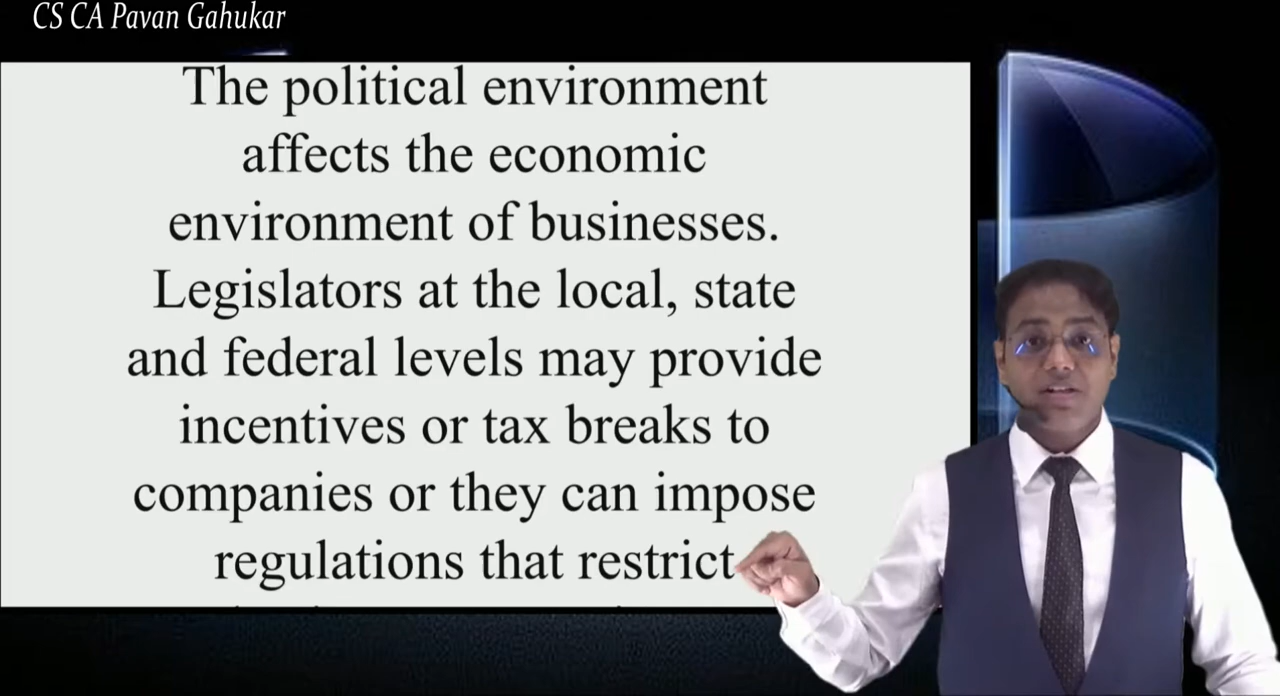 CS CA Pavan Gahukar
The political environment
affects the economic
environment of businesses.
Legislators at the local, state
and federal levels may provide
incentives or tax breaks to
companies or they can impose
regulations that restrict